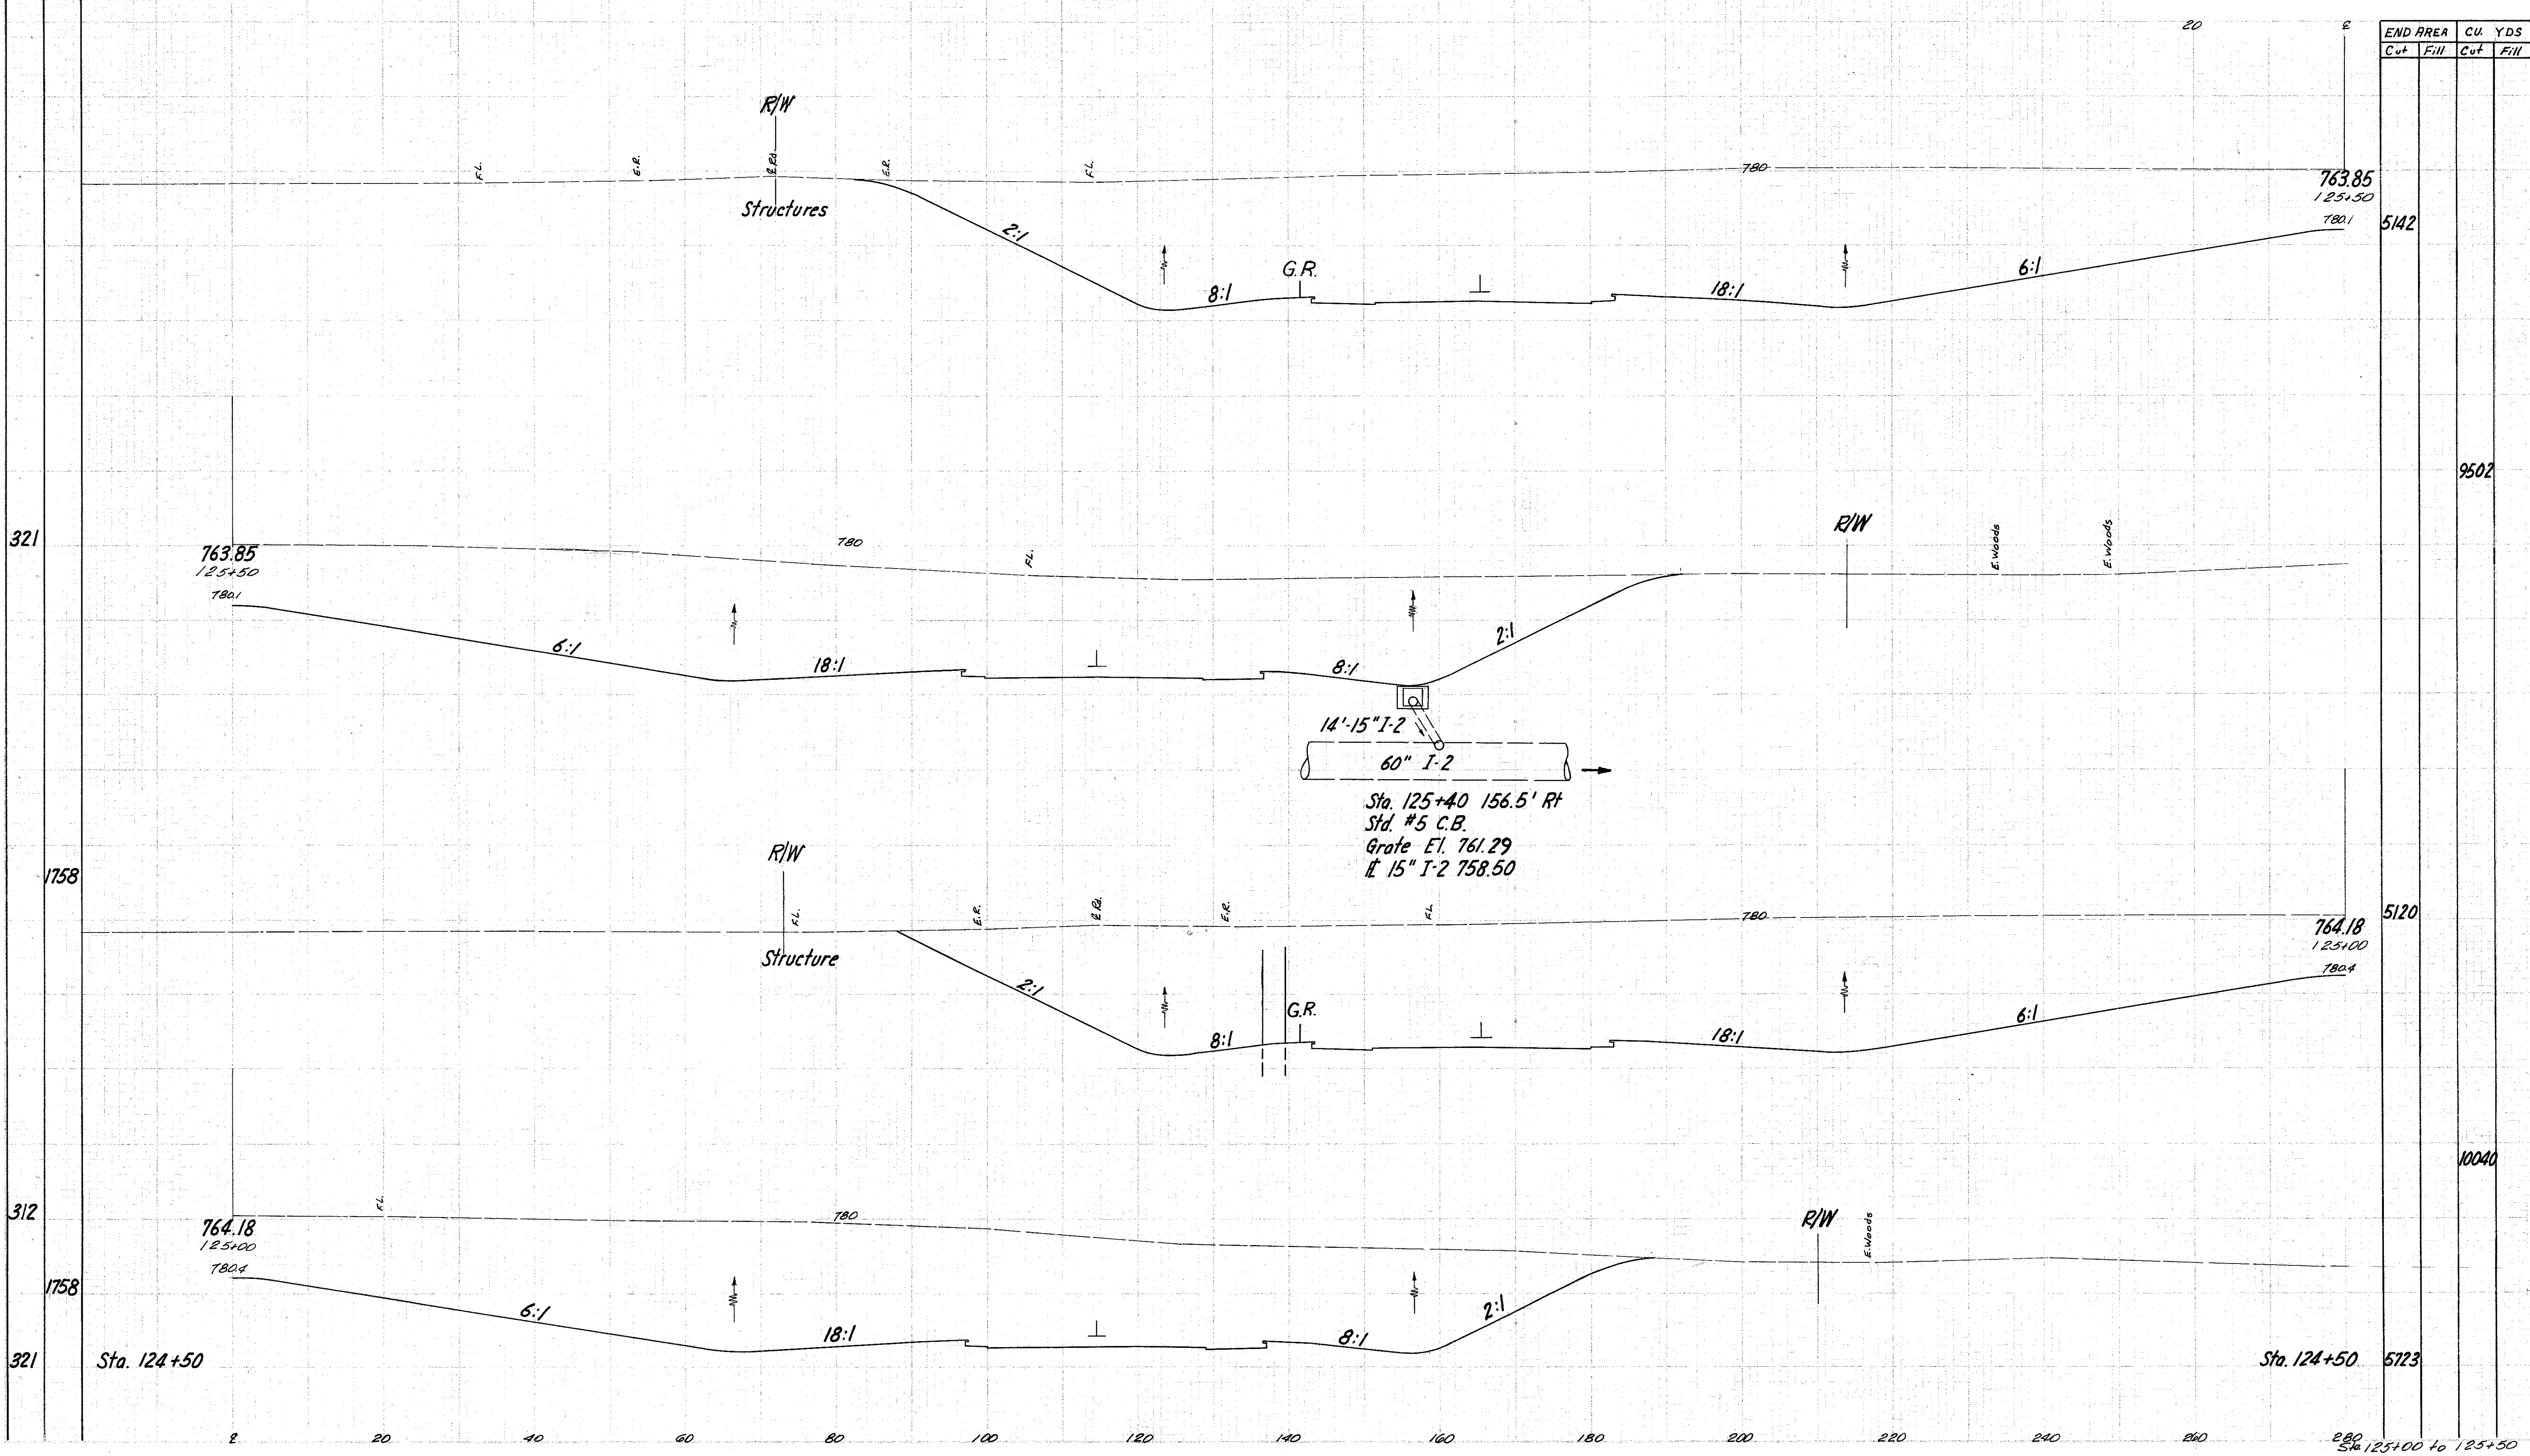 20 ℄
END AREA CU. YDS
Cut Fill Cut Fill
R/W
F.L. E.R. ℄ Rd. E.R. F.L. 780
763.85
125+50
Structures
780.1 5142
2:1
G.R.
8:1 18:1 6:1
9502
R/W
E.Woods E.Woods
321 763.85 780 F.L.
125+50
780.1
6:1 18:1 8:1 2:1
14'-15" I-2
60" I-2
Sta. 125+40 156.5' Rt
Std. #5 C.B.
Grate El. 761.29
℄ 15" I-2 758.50
R/W
1758
F.L. E.R. ℄ Rd. E.R. F.L. 780 5120
764.18
125+00
Structure
780.4
2:1
G.R.
8:1 18:1 6:1
10040
R/W
E.Woods
312 764.18 F.L. 780
125+00
780.4
1758
6:1 18:1 8:1 2:1
321 Sta. 124+50 Sta. 124+50 5723
℄ 20 40 60 80 100 120 140 160 180 200 220 240 260 280
Sta 125+00 to 125+50